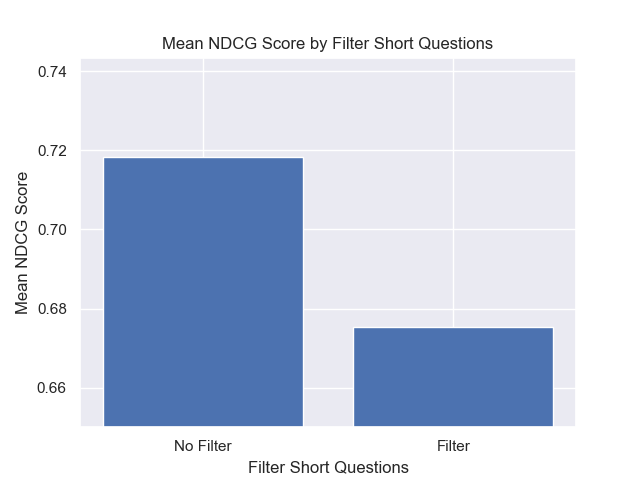 Mean NDCG Score by Filter Short Questions
Mean NDCG Score
0.74
0.72
0.70
0.68
0.66
No Filter
Filter
Filter Short Questions